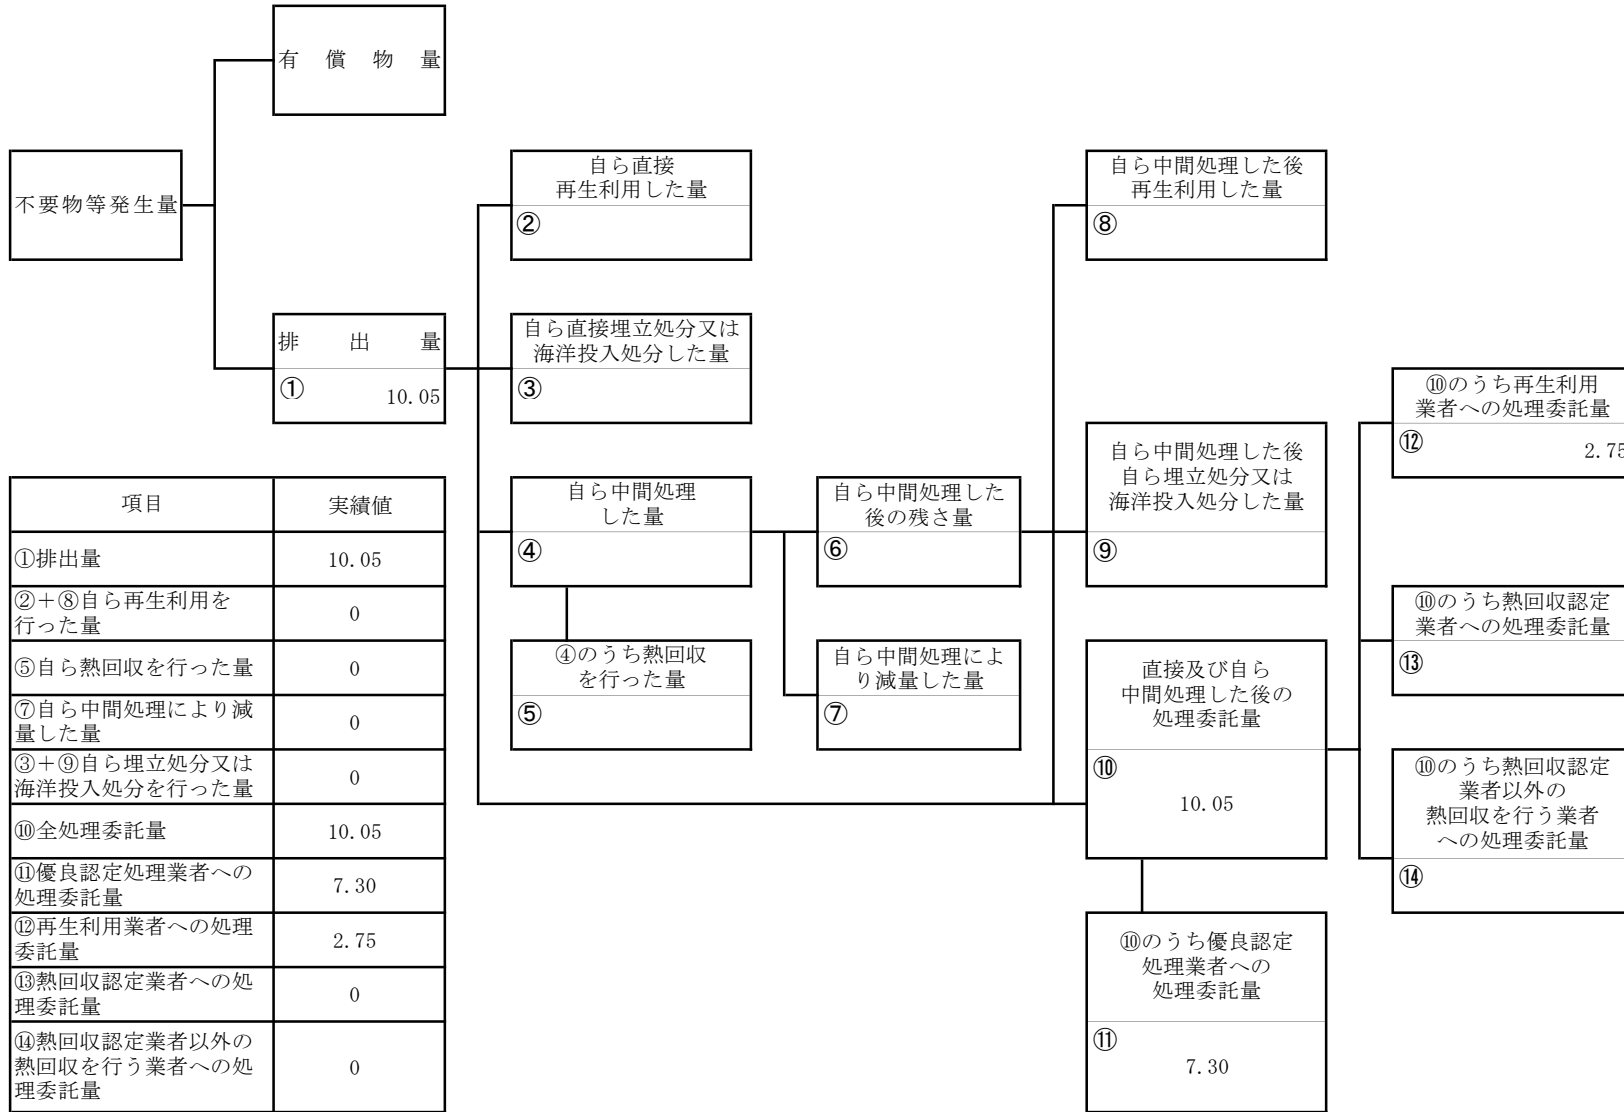 有償物量
不要物等発生量
自ら直接
再生利用した量
②
自ら中間処理した後
再生利用した量
⑧
排出量
① 10.05
自ら直接埋立処分又は
海洋投入処分した量
③
⑩のうち再生利用
業者への処理委託量
⑫ 2.75
自ら中間処理した後
自ら埋立処分又は
海洋投入処分した量
⑨
自ら中間処理
した量
④
自ら中間処理した
後の残さ量
⑥
④のうち熱回収
を行った量
⑤
自ら中間処理によ
り減量した量
⑦
⑩のうち熱回収認定
業者への処理委託量
⑬
直接及び自ら
中間処理した後の
処理委託量
⑩
10.05
⑩のうち熱回収認定
業者以外の
熱回収を行う業者
への処理委託量
⑭
⑩のうち優良認定
処理業者への
処理委託量
⑪
7.30
項目 実績値
①排出量 10.05
②＋⑧自ら再生利用を
行った量 0
⑤自ら熱回収を行った量 0
⑦自ら中間処理により減
量した量 0
③＋⑨自ら埋立処分又は
海洋投入処分を行った量 0
⑩全処理委託量 10.05
⑪優良認定処理業者への
処理委託量 7.30
⑫再生利用業者への処理
委託量 2.75
⑬熱回収認定業者への処
理委託量 0
⑭熱回収認定業者以外の
熱回収を行う業者への処
理委託量 0